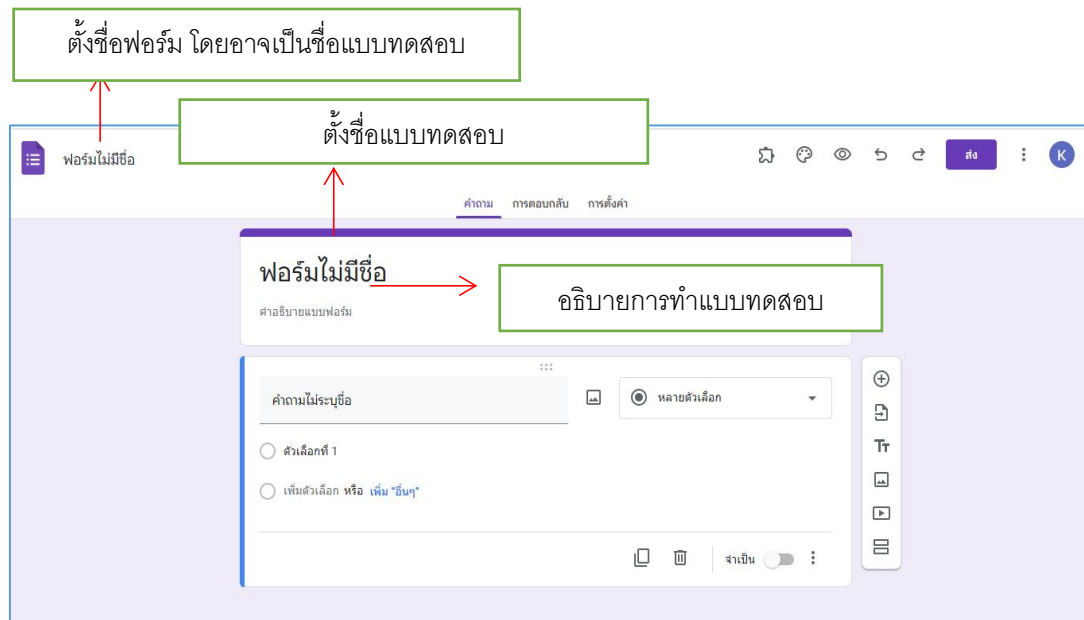 ตั้งชื่อฟอร์ม โดยอาจเป็นชื่อแบบทดสอบ
ตั้งชื่อแบบทดสอบ
ฟอร์มไม่มีชื่อ
ส่ง
K
คำถาม การตอบกลับ การตั้งค่า
ฟอร์มไม่มีชื่อ
คำอธิบายแบบฟอร์ม
อธิบายการทำแบบทดสอบ
คำถามไม่ระบุชื่อ
หลายตัวเลือก
ตัวเลือกที่ 1
เพิ่มตัวเลือก หรือ เพิ่ม "อื่นๆ"
จำเป็น
Tт